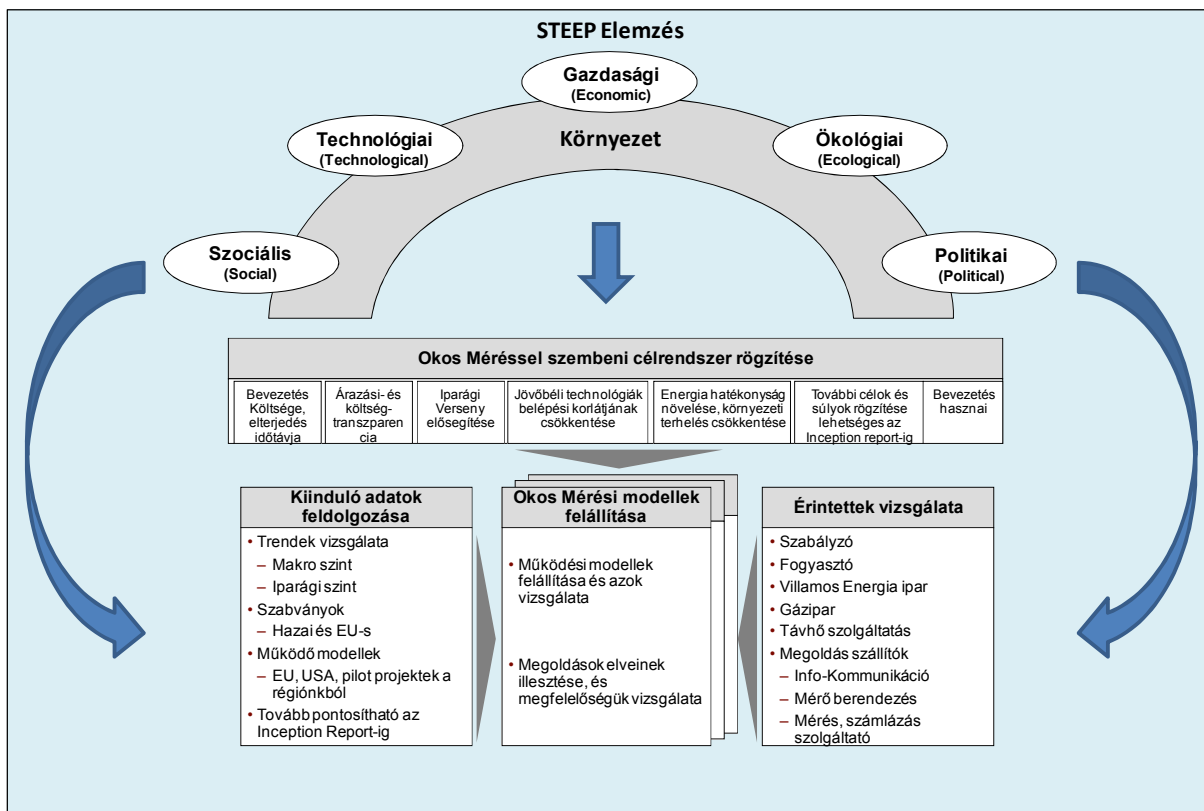 STEEP Elemzés
Gazdasági
(Economic)
Technológiai
(Technological)
Környezet
Ökológiai
(Ecological)
Szociális
(Social)
Politikai
(Political)
Okos Méréssel szembeni célrendszer rögzítése
Bevezetés
Költsége,
elterjedés
időtávja
Árazási- és
költség-
transzparen
cia
Iparági
Verseny
elősegítése
Jövőbéli technológiák
belépési korlátjának
csökkentése
Energia hatékonyság
növelése, környezeti
terhelés csökkentése
További célok és
súlyok rögzítése
lehetséges az
Inception report-ig
Bevezetés
hasznai
Kiinduló adatok
feldolgozása
• Trendek vizsgálata
– Makro szint
– Iparági szint
• Szabványok
– Hazai és EU-s
• Működő modellek
– EU, USA, pilot projektek a
régiónkból
• Tovább pontosítható az
Inception Report-ig
Okos Mérési modellek
felállítása
• Működési modellek
felállítása és azok
vizsgálata
• Megoldások elveinek
illesztése, és
megfelelőségük vizsgálata
Érintettek vizsgálata
• Szabályzó
• Fogyasztó
• Villamos Energia ipar
• Gázipar
• Távhő szolgáltatás
• Megoldás szállítók
– Info-Kommunikáció
– Mérő berendezés
– Mérés, számlázás
szolgáltató